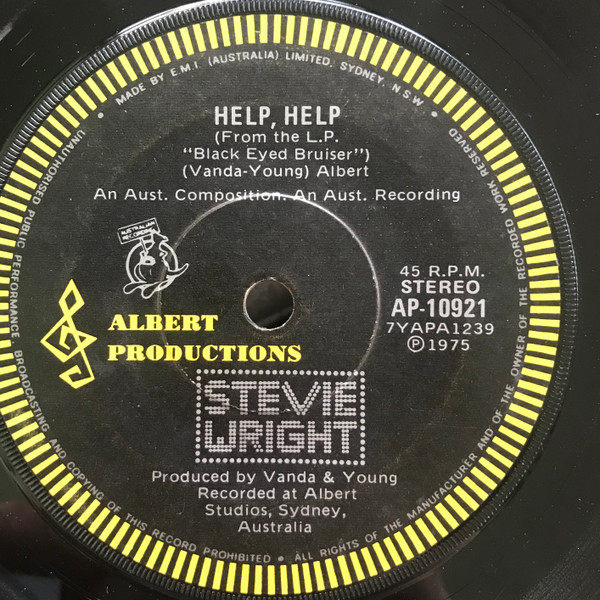 MADE BY E.M.I. (AUSTRALIA) LIMITED. SYDNEY, N.S.W.
HELP, HELP
(From the L.P.
"Black Eyed Bruiser")
(Vanda-Young) Albert
An Aust. Composition. An Aust. Recording
AUSTRALIAN
RECORDING
45 R.P.M.
STEREO
AP-10921
7YAPA1239
Ⓟ1975
ALBERT
PRODUCTIONS
STEVIE
WRIGHT
Produced by Vanda & Young
Recorded at Albert
Studios, Sydney,
Australia
UNAUTHORISED PUBLIC PERFORMANCE, BROADCASTING AND COPYING OF THIS RECORD PROHIBITED • ALL RIGHTS OF THE MANUFACTURER AND OF THE OWNER OF THE RECORDED WORK RESERVED